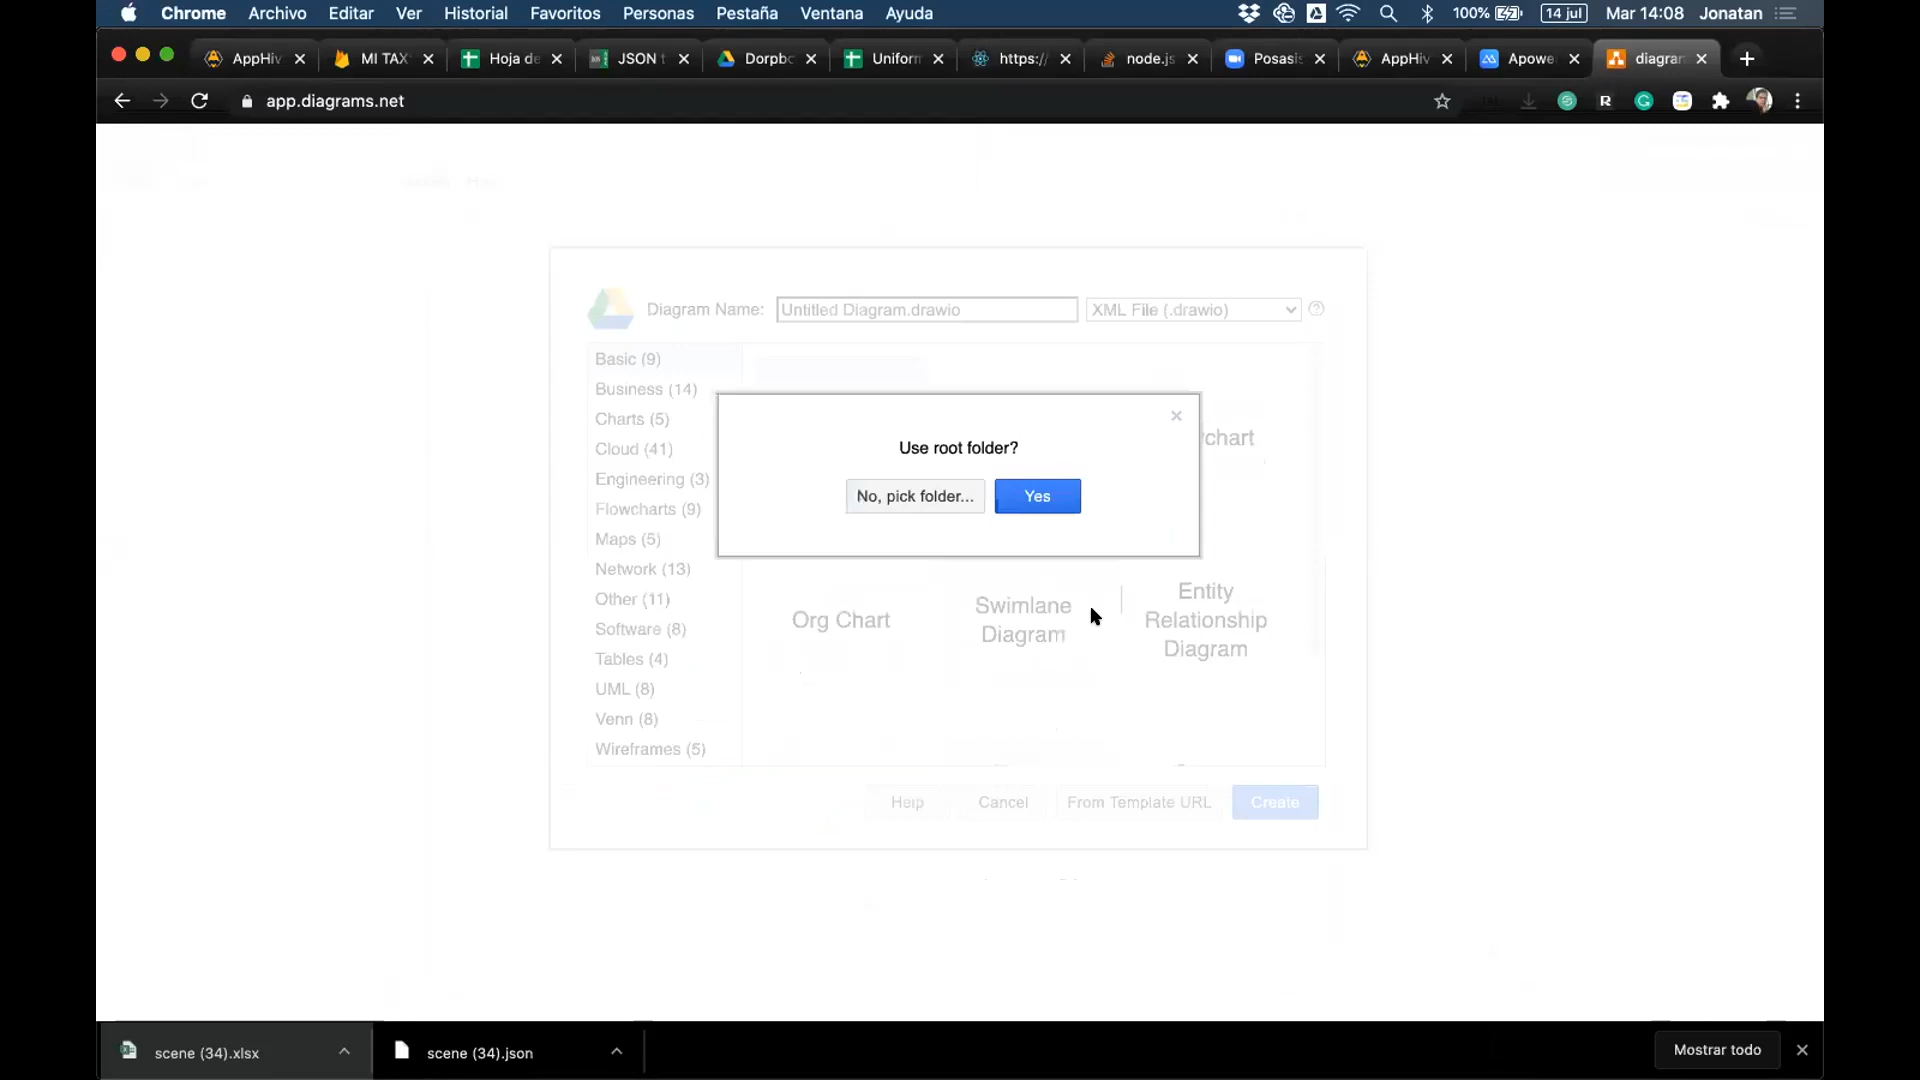 Chrome Archivo Editar Ver Historial Favoritos Personas Pestaña Ventana Ayuda 100% 14 jul Mar 14:08 Jonatan
AppHiv MI TAX Hoja de JSON t Dorpbo Uniform https:// node.js Posasis AppHiv Apowe diagram
app.diagrams.net
Diagram Name: Untitled Diagram.drawio XML File (.drawio)
Basic (9)
Business (14)
Charts (5)
Cloud (41)
Engineering (3)
Flowcharts (9)
Maps (5)
Network (13)
Other (11)
Software (8)
Tables (4)
UML (8)
Venn (8)
Wireframes (5)
Use root folder?
No, pick folder... Yes
chart
Org Chart
Swimlane
Diagram
Entity
Relationship
Diagram
Help Cancel From Template URL Create
scene (34).xlsx scene (34).json Mostrar todo